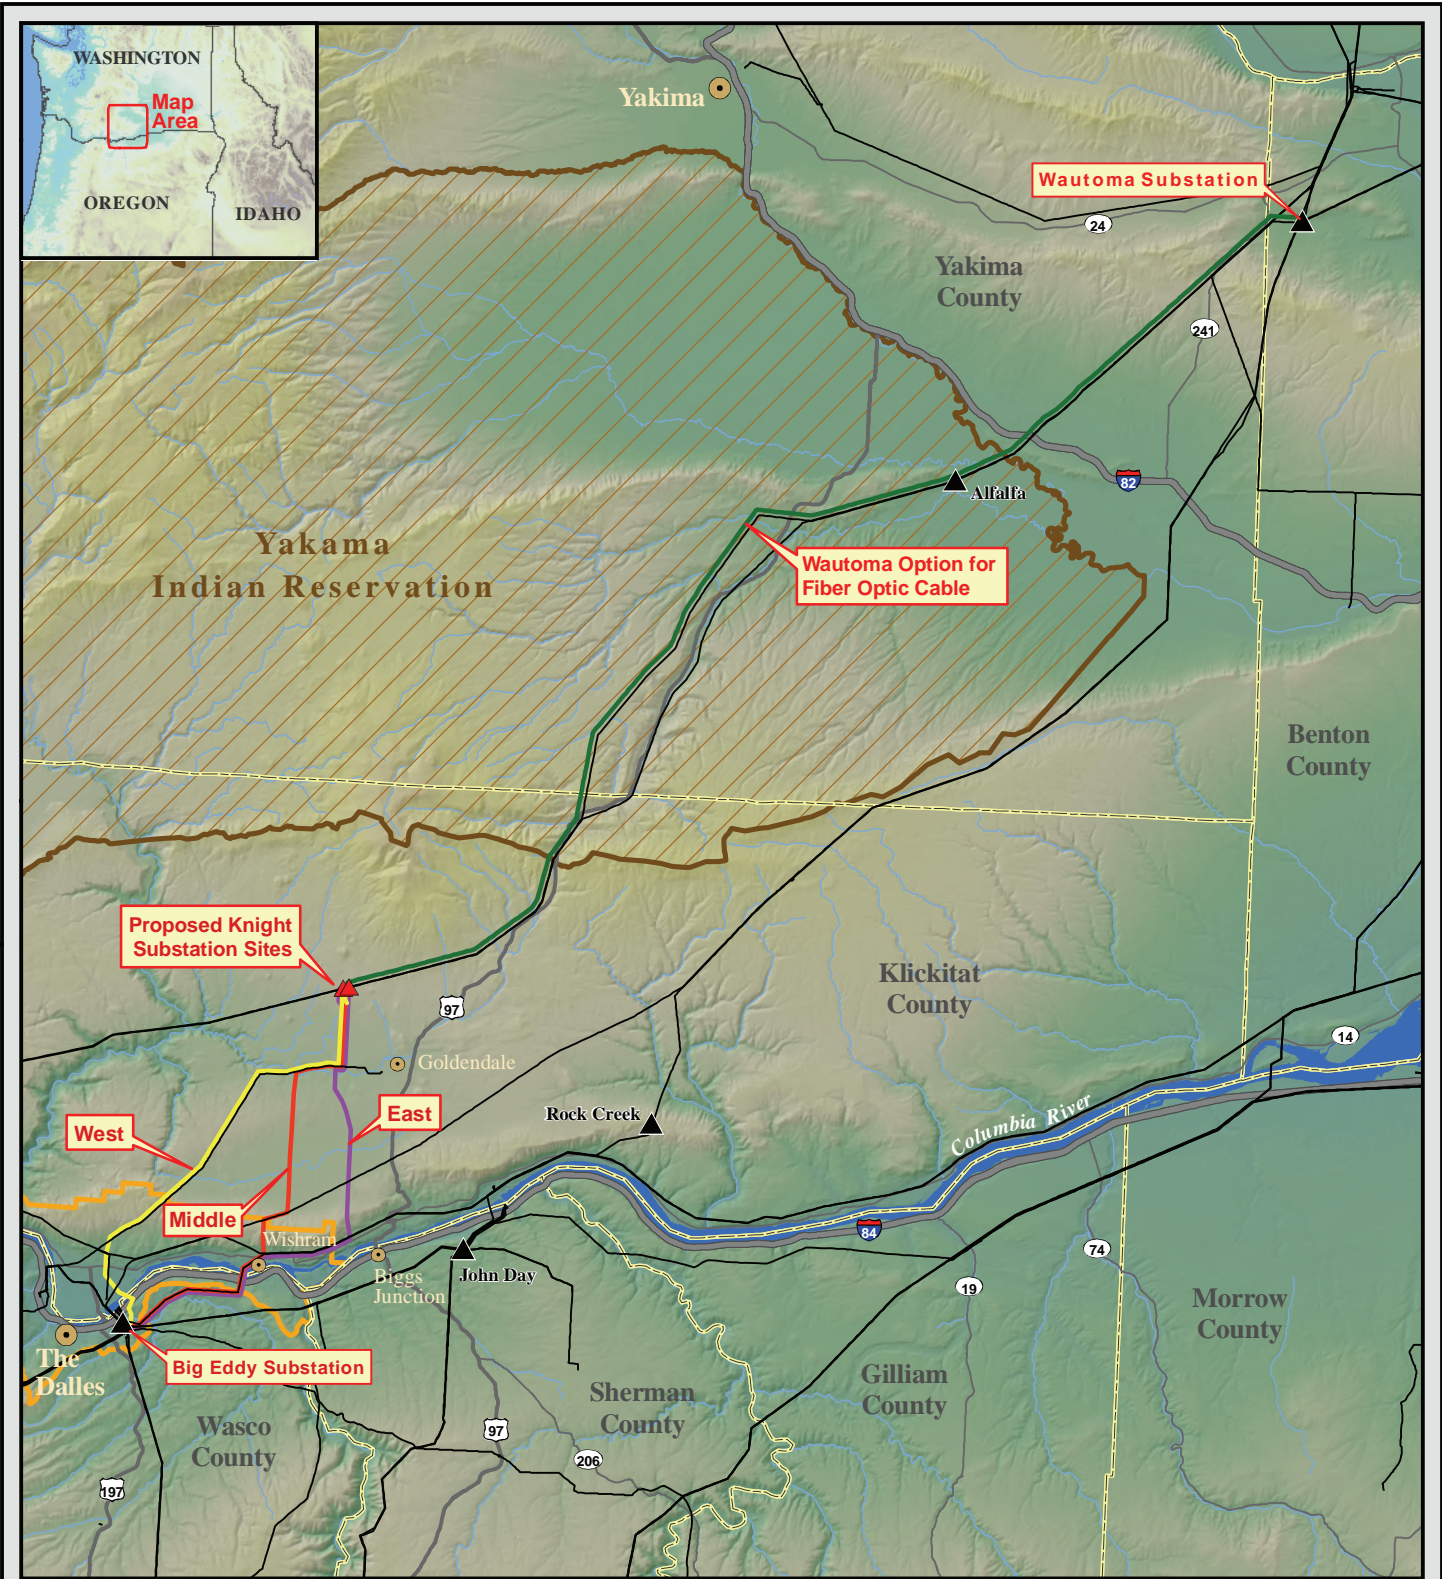 WASHINGTON
Map
Area
OREGON
IDAHO
Yakima
Wautoma Substation
24
Yakima
County
241
82
Alfalfa
Yakama
Indian Reservation
Wautoma Option for
Fiber Optic Cable
Benton
County
Proposed Knight
Substation Sites
Klickitat
County
97
14
Goldendale
East
Rock Creek
Columbia River
West
Middle
Wishram
84
74
Biggs
Junction
John Day
19
Morrow
County
The
Dalles
Big Eddy Substation
Gilliam
County
Sherman
County
Wasco
County
97
206
197